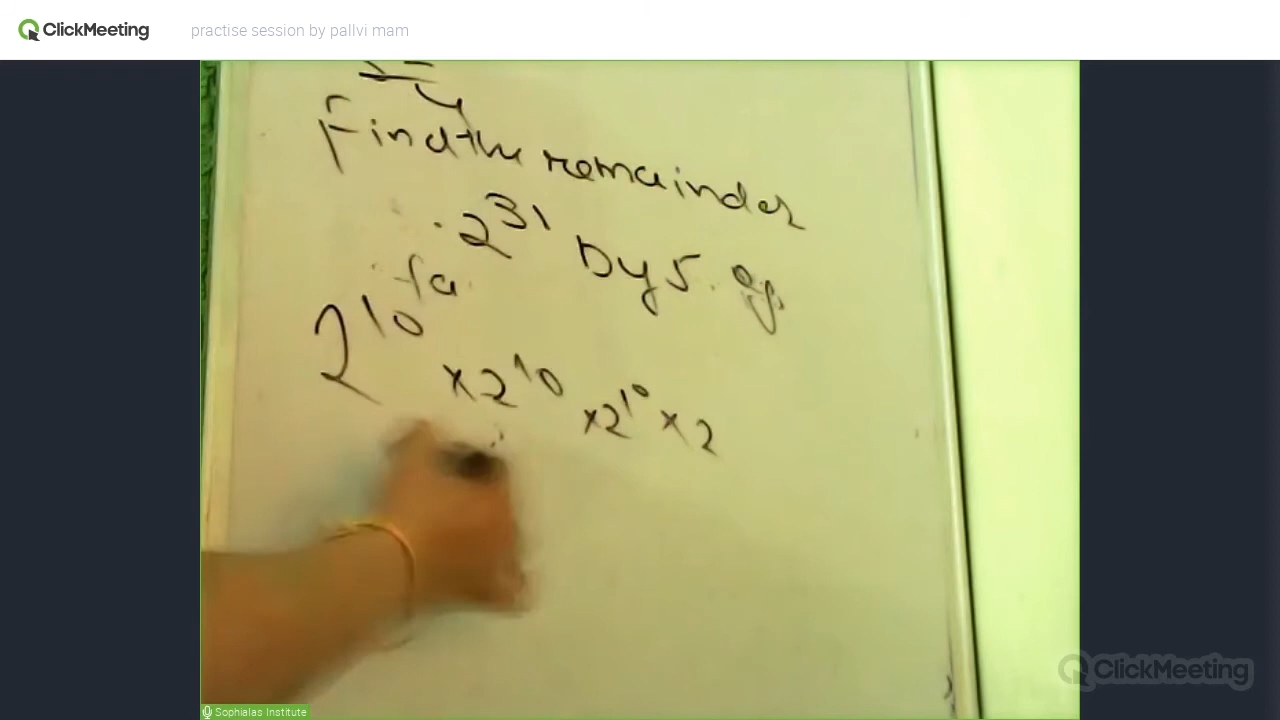 ClickMeeting
practise session by pallvi mam
Find the remainder
2³¹ by 5.
2¹⁰ ×2¹⁰ ×2¹⁰ × 2
ClickMeeting
Sophialas Institute